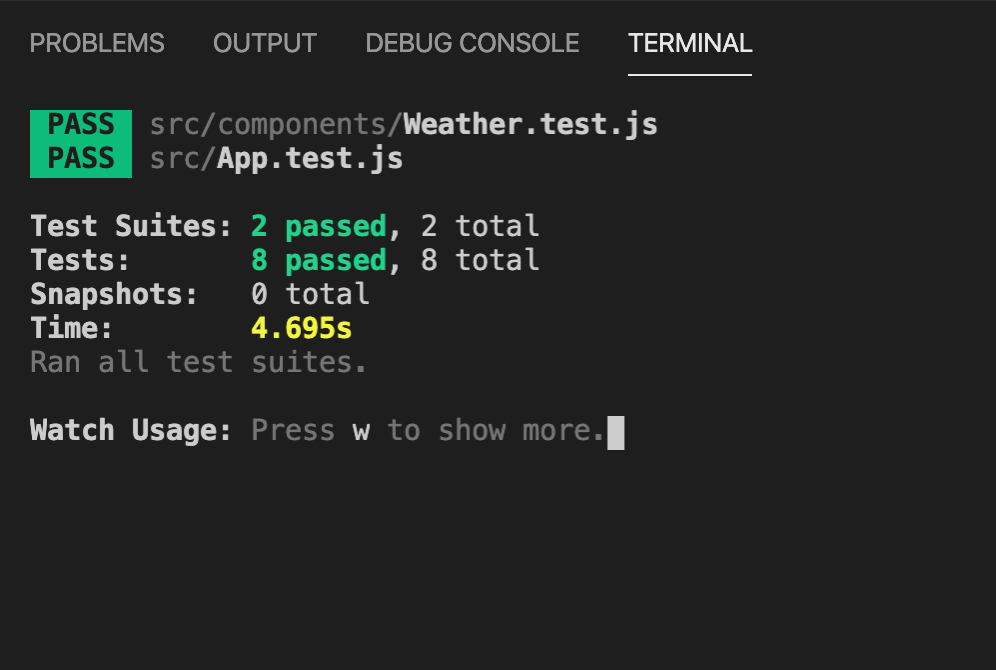 PROBLEMS OUTPUT DEBUG CONSOLE TERMINAL
PASS src/components/Weather.test.js
PASS src/App.test.js
Test Suites: 2 passed, 2 total
Tests: 8 passed, 8 total
Snapshots: 0 total
Time: 4.695s
Ran all test suites.
Watch Usage: Press w to show more.